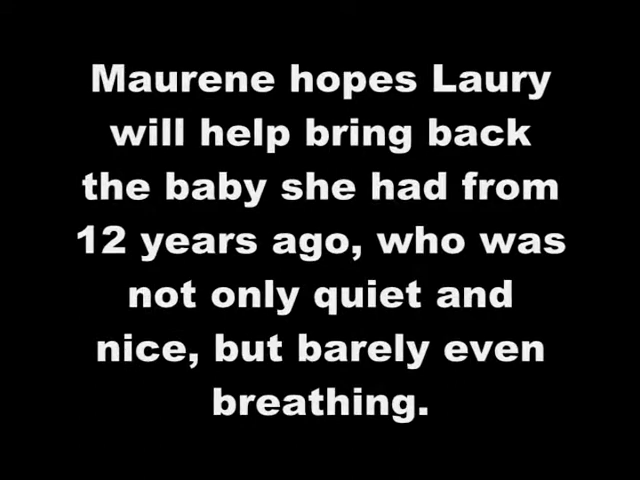 Maurene hopes Laury
will help bring back
the baby she had from
12 years ago, who was
not only quiet and
nice, but barely even
breathing.